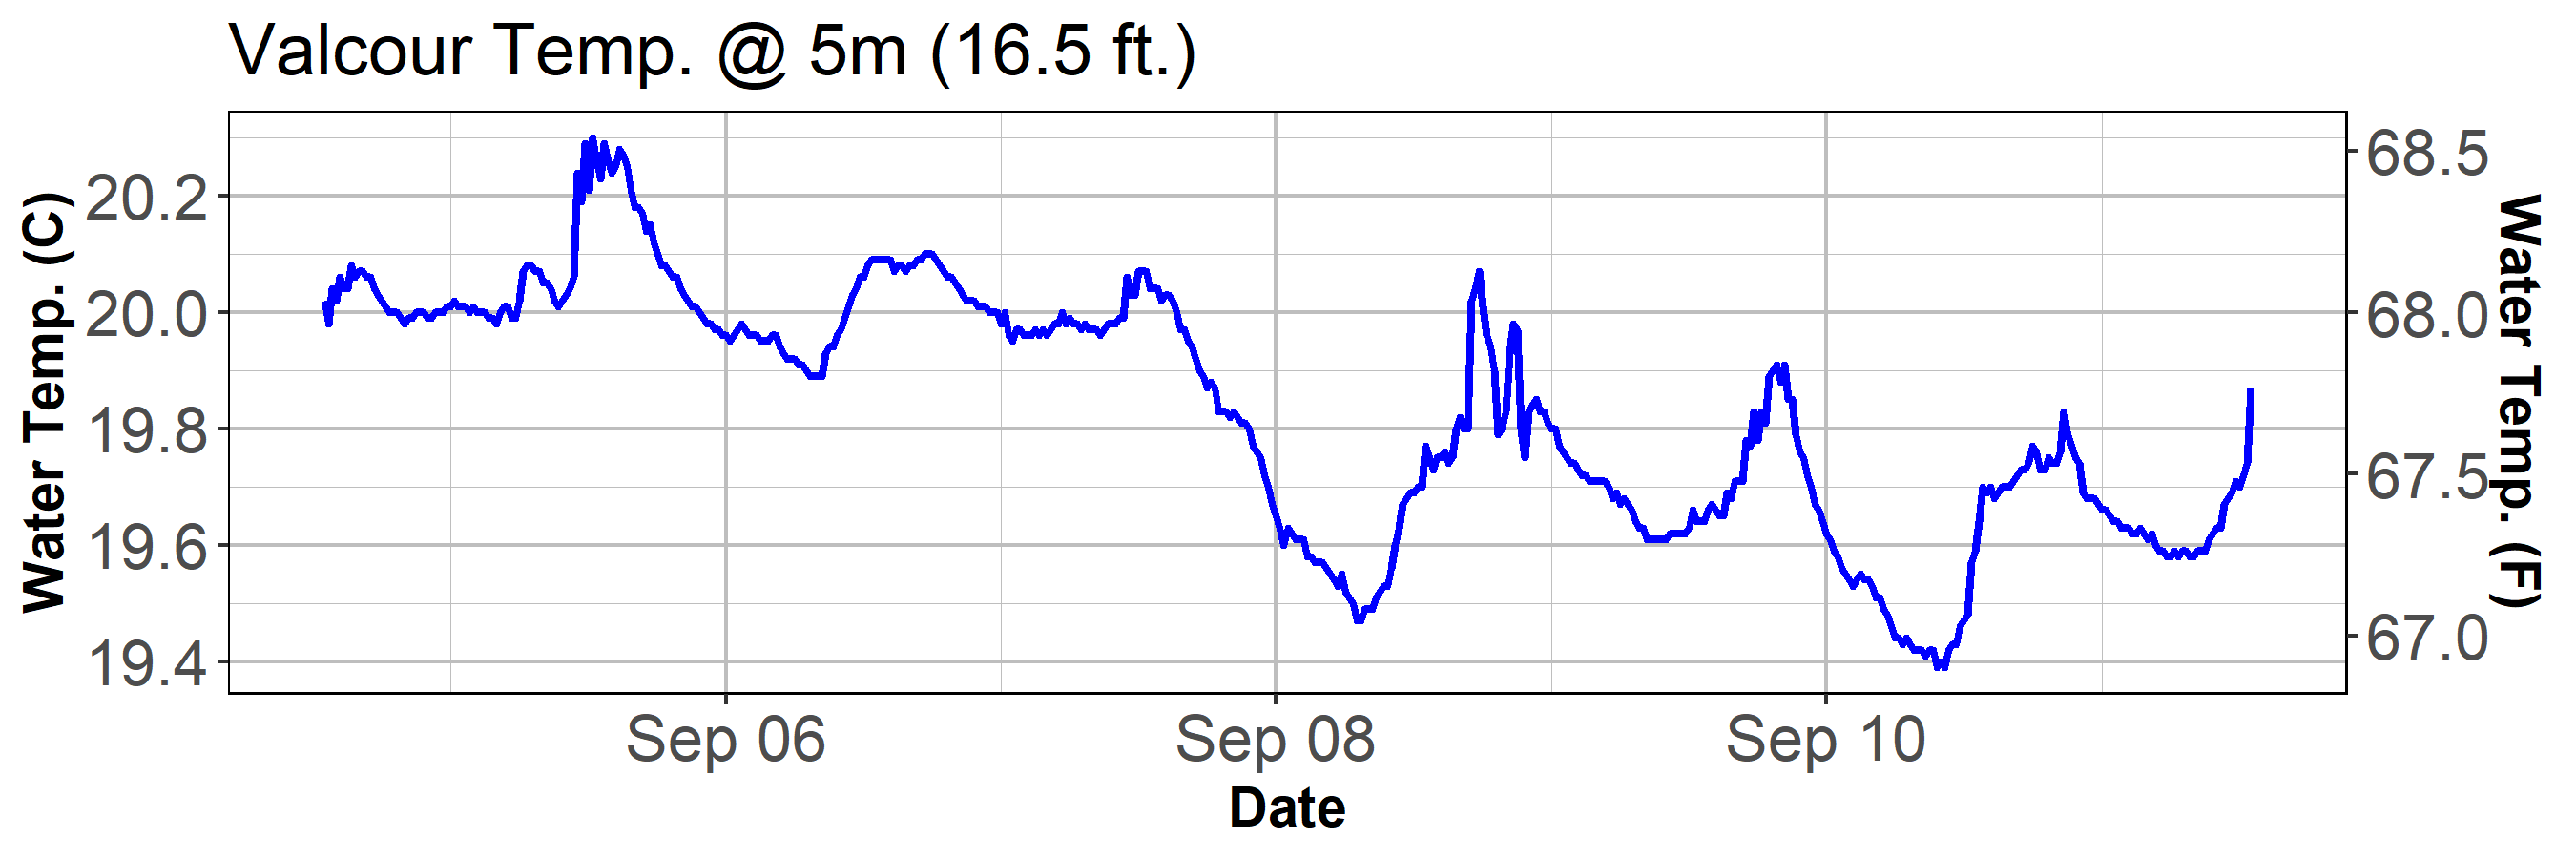 Valcour Temp. @ 5m (16.5 ft.)
Water Temp. (C)
20.2
20.0
19.8
19.6
19.4
68.5
68.0
67.5
67.0
Water Temp. (F)
Sep 06 Sep 08 Sep 10
Date